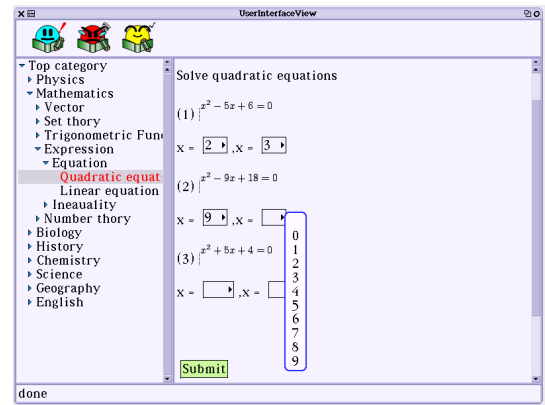 UserInterfaceView
Top category
Physics
Mathematics
Vector
Set thory
Trigonometric Func
Expression
Equation
Quadratic equat
Linear equation
Ineauality
Number thory
Biology
History
Chemistry
Science
Geography
English
Solve quadratic equations
(1) x² − 5x + 6 = 0
x = 2 ,x = 3
(2) x² − 9x + 18 = 0
x = 9 ,x =
(3) x² + 5x + 4 = 0
x = ,x =
0
1
2
3
4
5
6
7
8
9
Submit
done